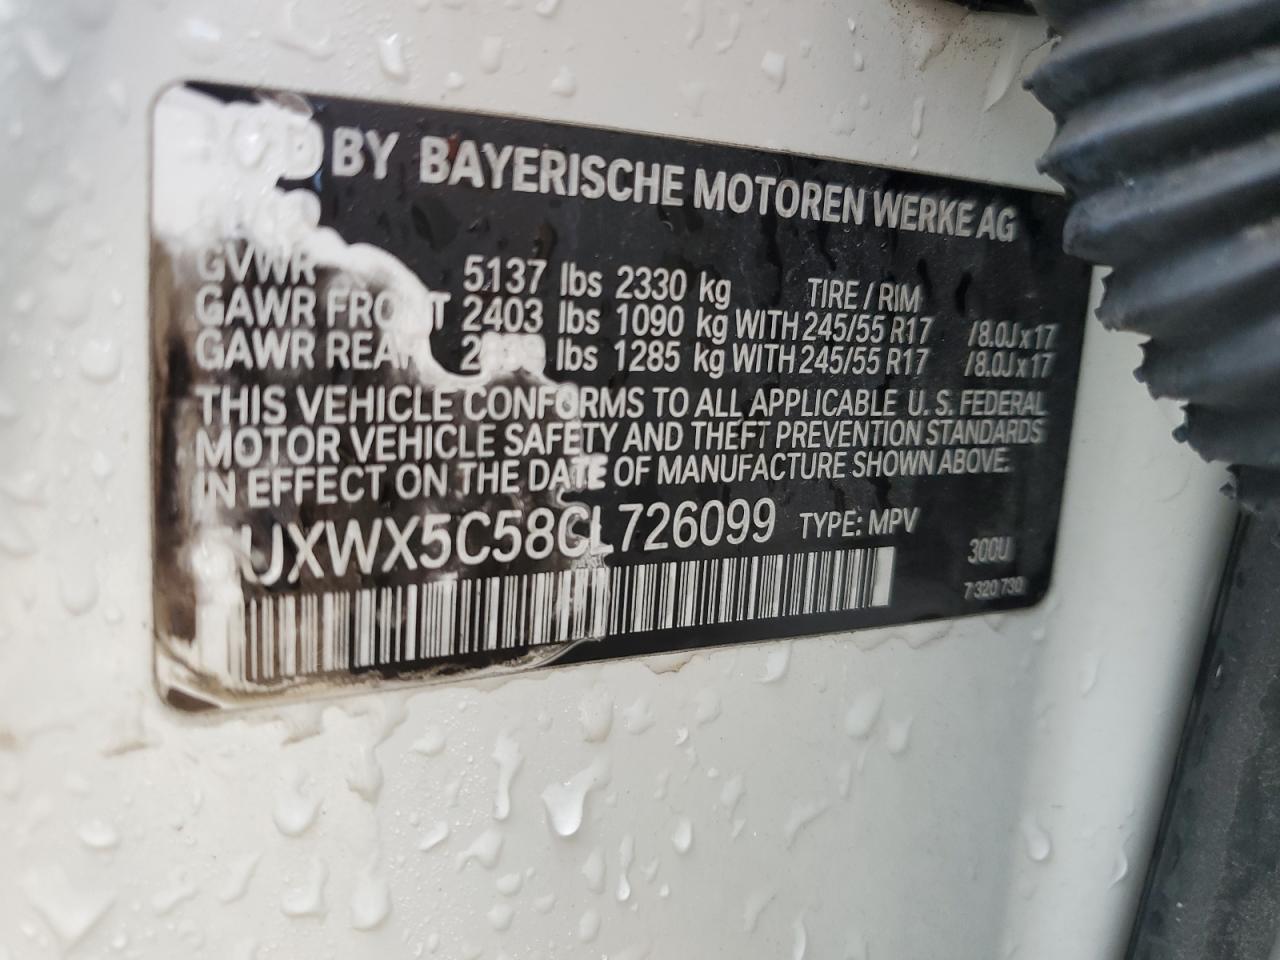 BY BAYERISCHE MOTOREN WERKE AG
GVWR 5137 lbs 2330 kg TIRE / RIM
GAWR FRONT 2403 lbs 1090 kg WITH 245/55 R17 /8.0J x 17
GAWR REAR lbs 1285 kg WITH 245/55 R17 /8.0J x 17
THIS VEHICLE CONFORMS TO ALL APPLICABLE U. S. FEDERAL
MOTOR VEHICLE SAFETY AND THEFT PREVENTION STANDARDS
IN EFFECT ON THE DATE OF MANUFACTURE SHOWN ABOVE.
UXWX5C58CL726099 TYPE: MPV
300U
7 320 730